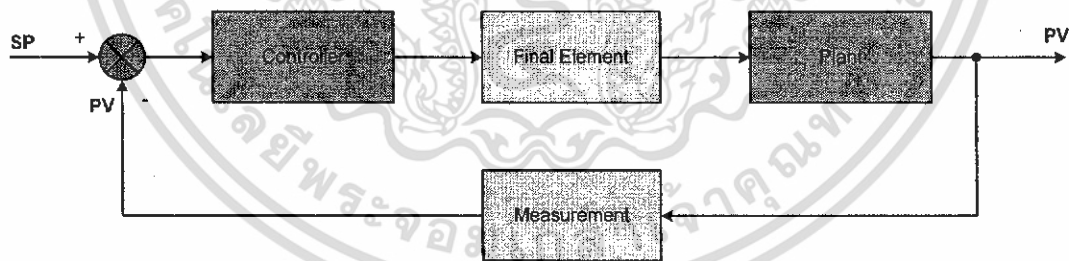 SP
+
Controller
Final Element
Plant
PV
PV
-
Measurement